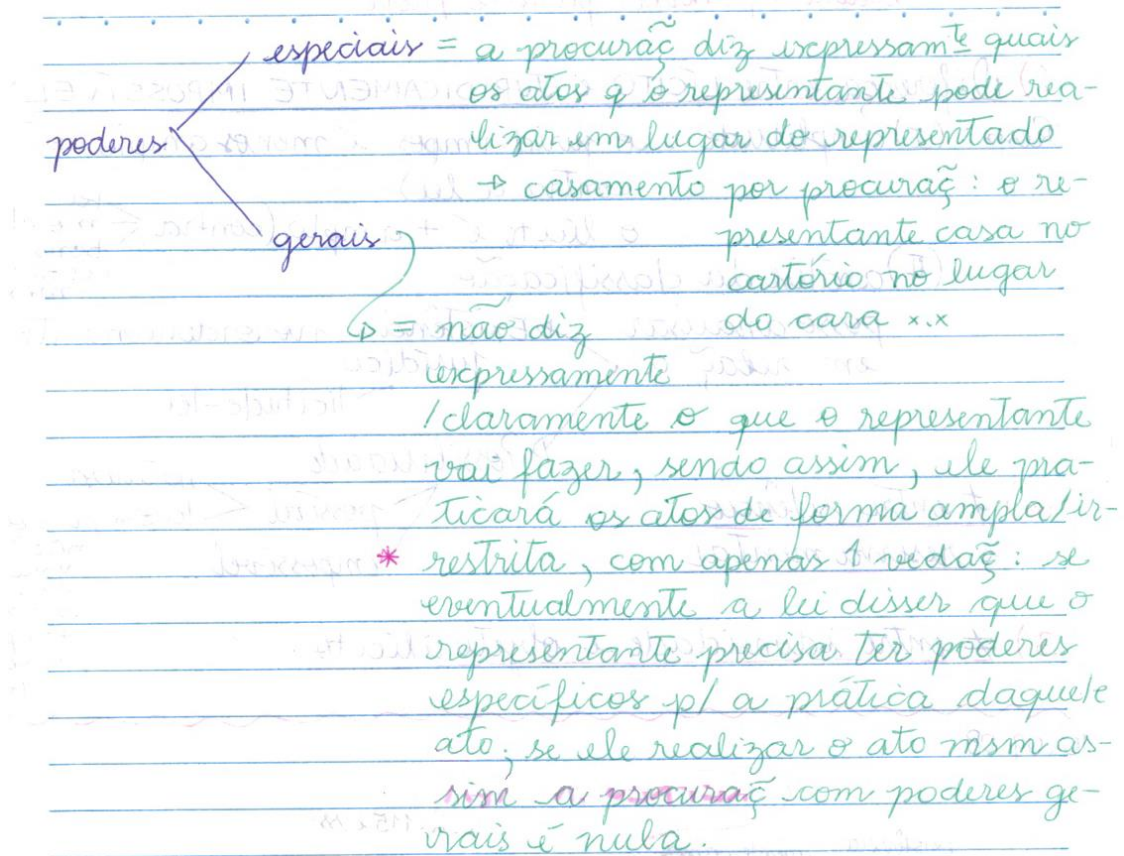 especiais = a procuraç̃ diz expressamte quais
os atos q o representante pode rea-
poderes
lizar em lugar do representado
→ casamento por procuraç̃: o re-
gerais
presentante casa no
cartório no lugar
do cara x.x
→ = não diz
expressamente
/claramente o que o representante
vai fazer, sendo assim, ele pra-
ticará os atos de forma ampla/ir-
* restrita, com apenas 1 vedaç̃: se
eventualmente a lei disser que o
representante precisa ter poderes
específicos p/ a prática daquele
ato; se ele realizar o ato msm as-
sim a procuraç̃ com poderes ge-
rais é nula.